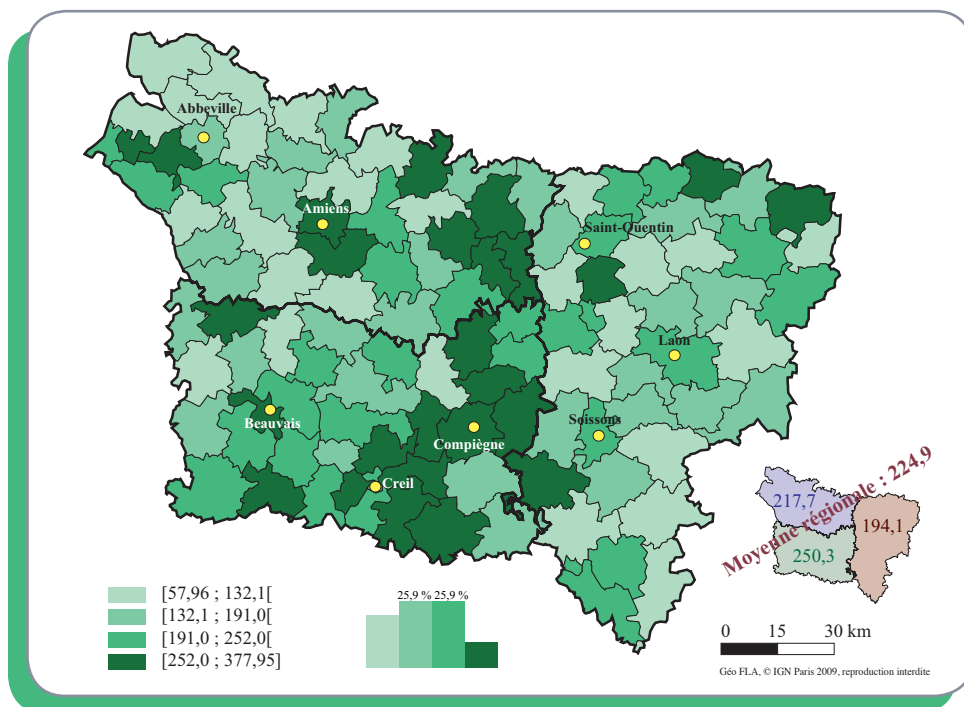 Abbeville
Amiens
Saint-Quentin
Laon
Beauvais
Soissons
Compiègne
Creil
Moyenne régionale : 224,9
217,7
194,1
250,3
[57,96 ; 132,1[
[132,1 ; 191,0[
[191,0 ; 252,0[
[252,0 ; 377,95]
25,9 % 25,9 %
0 15 30 km
Géo FLA, © IGN Paris 2009, reproduction interdite